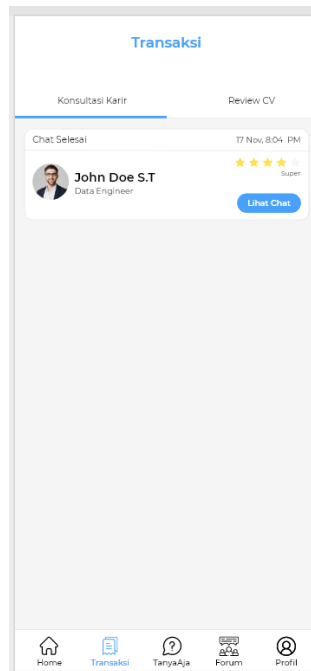 Transaksi
Konsultasi Karir
Review CV
Chat Selesai
17 Nov, 8:04 PM
John Doe S.T
Data Engineer
Super
Lihat Chat
Home
Transaksi
TanyaAja
Forum
Profil